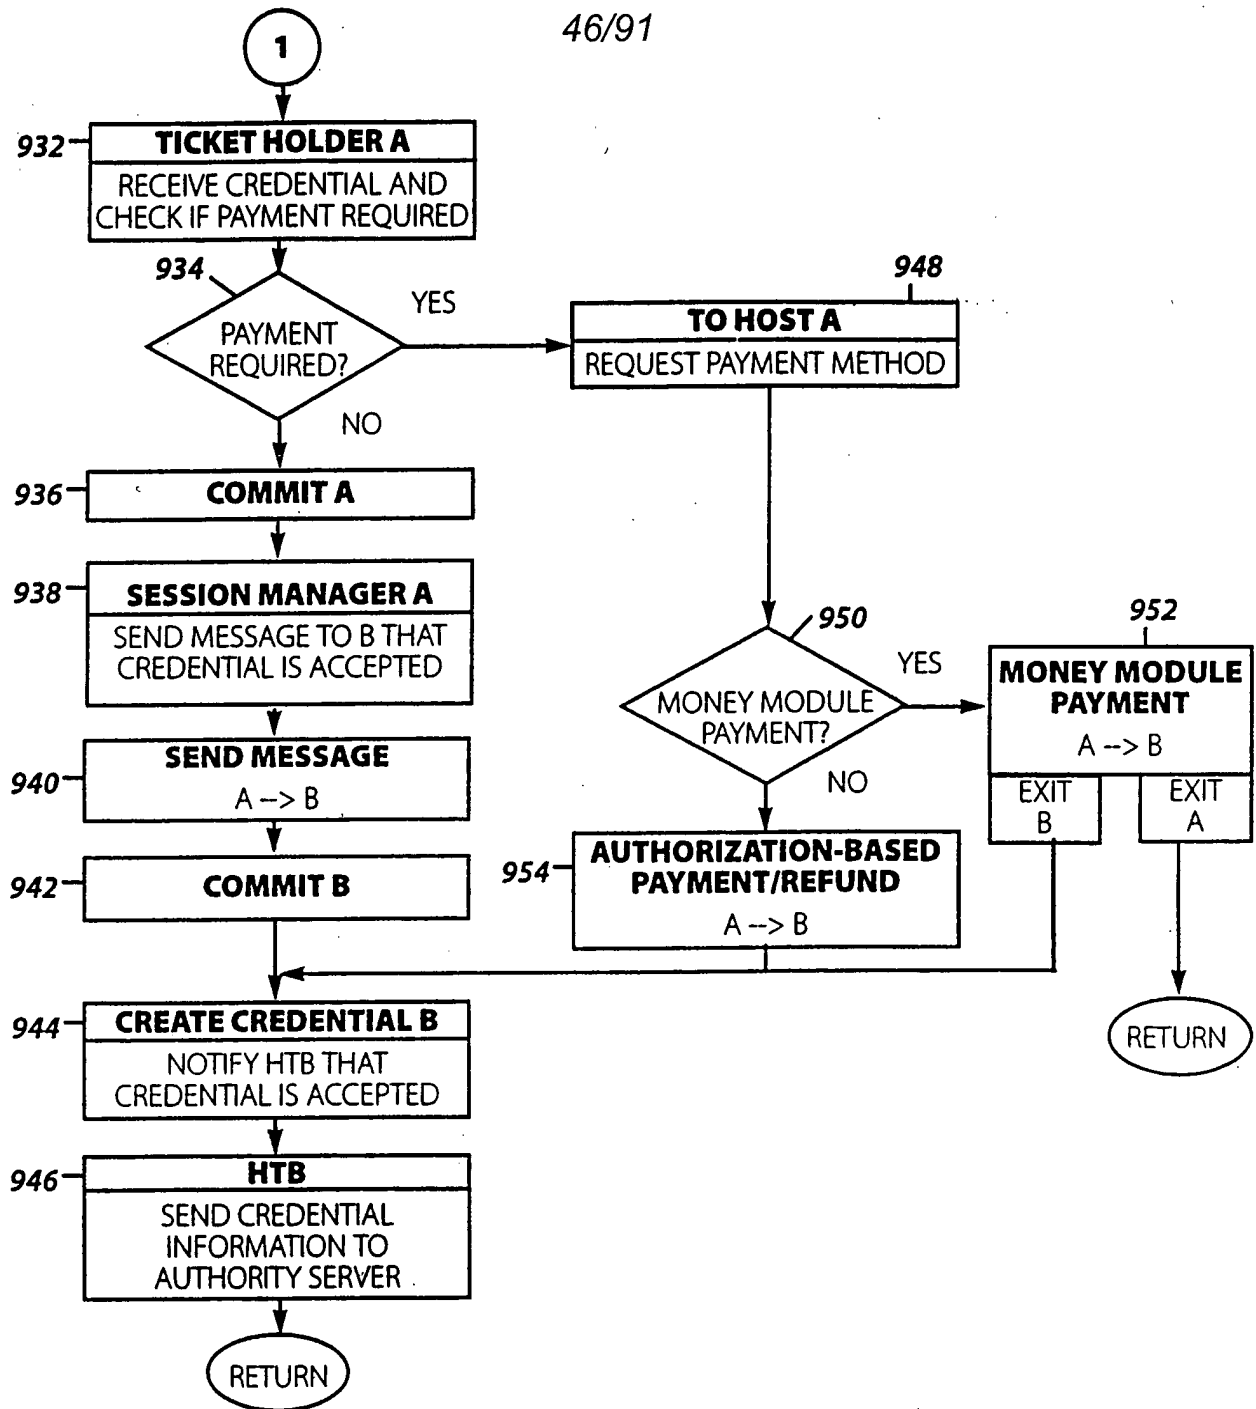 46/91
1
932
TICKET HOLDER A
RECEIVE CREDENTIAL AND
CHECK IF PAYMENT REQUIRED
934
PAYMENT
REQUIRED?
YES
NO
948
TO HOST A
REQUEST PAYMENT METHOD
936
COMMIT A
938
SESSION MANAGER A
SEND MESSAGE TO B THAT
CREDENTIAL IS ACCEPTED
940
SEND MESSAGE
A --> B
942
COMMIT B
950
MONEY MODULE
PAYMENT?
YES
NO
952
MONEY MODULE
PAYMENT
A --> B
EXIT
B
EXIT
A
954
AUTHORIZATION-BASED
PAYMENT/REFUND
A --> B
RETURN
944
CREATE CREDENTIAL B
NOTIFY HTB THAT
CREDENTIAL IS ACCEPTED
946
HTB
SEND CREDENTIAL
INFORMATION TO
AUTHORITY SERVER
RETURN